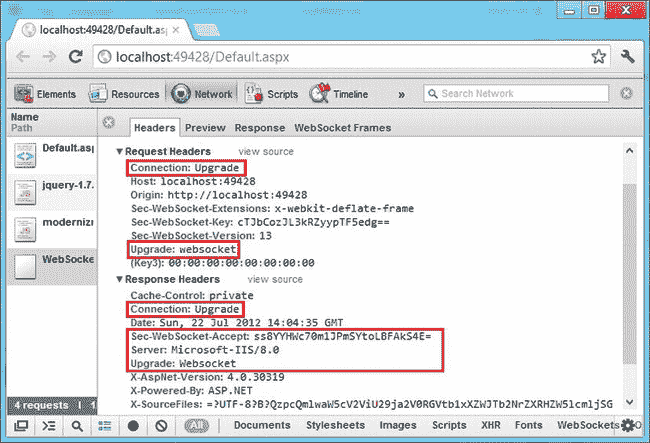 localhost:49428/Default.asp
localhost:49428/Default.aspx
Elements Resources Network Scripts Timeline » Search Network
Name
Path
Headers Preview Response WebSocket Frames
Default.as
jquery-1.7.
moderniz
WebSocke
Request Headers view source
Connection: Upgrade
Host: localhost:49428
Origin: http://localhost:49428
Sec-WebSocket-Extensions: x-webkit-deflate-frame
Sec-WebSocket-Key: cTJbCozJL3kRZyypTF5edg==
Sec-WebSocket-Version: 13
Upgrade: websocket
(Key3): 00:00:00:00:00:00:00:00
Response Headers view source
Cache-Control: private
Connection: Upgrade
Date: Sun, 22 Jul 2012 14:04:35 GMT
Sec-WebSocket-Accept: ss8YYHWc70m1JPmSYtoLBFAkS4E=
Server: Microsoft-IIS/8.0
Upgrade: Websocket
X-AspNet-Version: 4.0.30319
X-Powered-By: ASP.NET
X-SourceFiles: =?UTF-8?B?QzpcQmlwaW5cV2ViU29ja2V0RGVtb1xXZWJTb2NrZXRHZW5lcmljSG
4 requests
All Documents Stylesheets Images Scripts XHR Fonts WebSockets